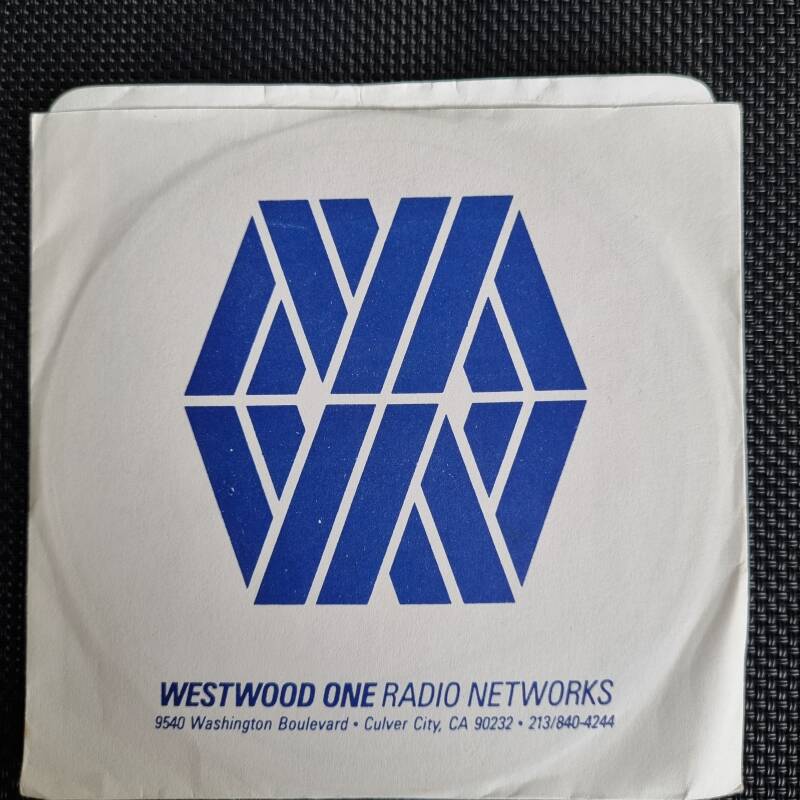 WESTWOOD ONE RADIO NETWORKS
9540 Washington Boulevard • Culver City, CA 90232 • 213/840-4244